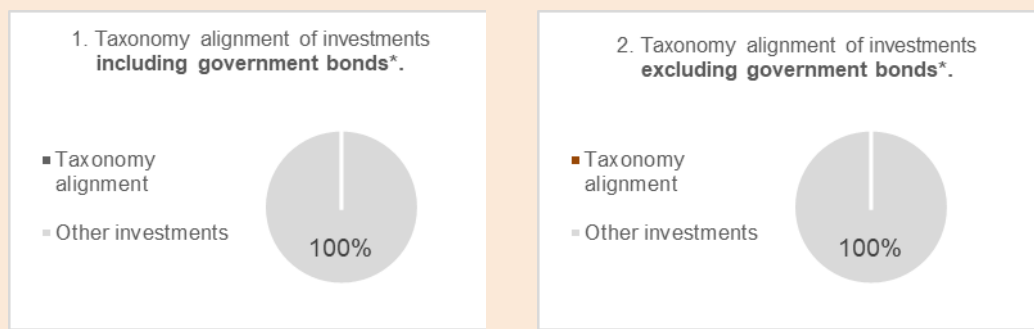 1. Taxonomy alignment of investments
including government bonds*.
Taxonomy
alignment
Other investments
100%
2. Taxonomy alignment of investments
excluding government bonds*.
Taxonomy
alignment
Other investments
100%